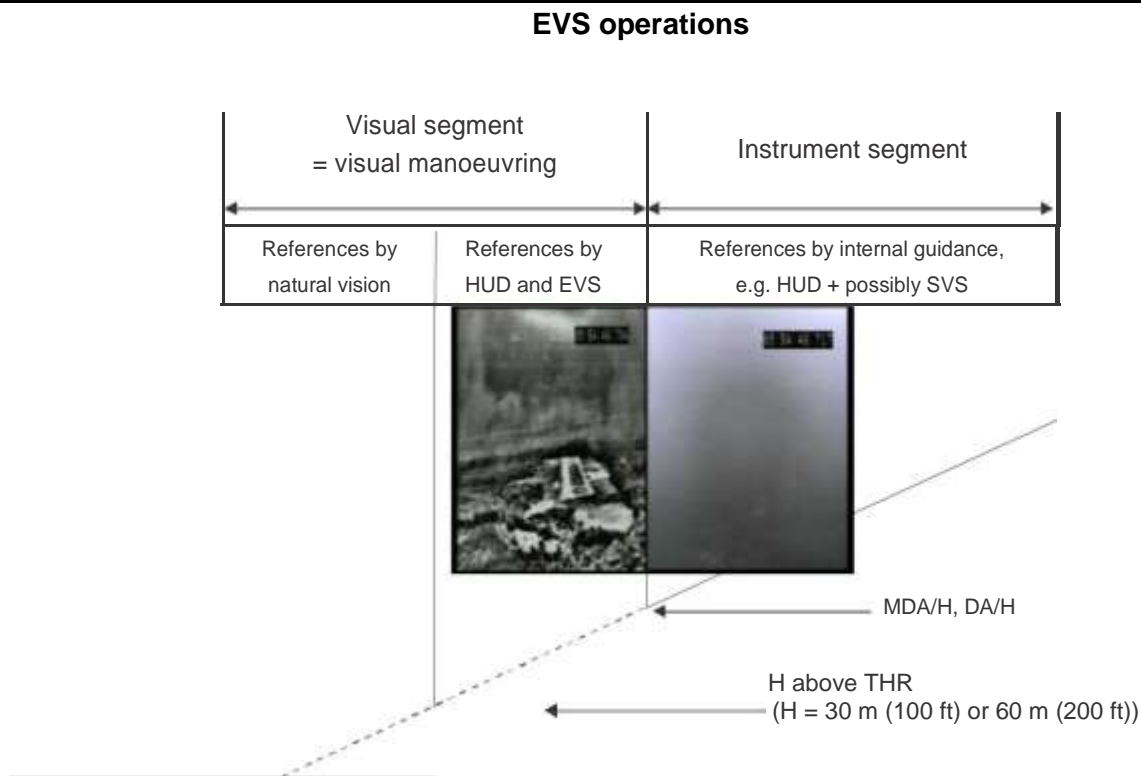 EVS operations
Visual segment
= visual manoeuvring
Instrument segment
References by
natural vision
References by
HUD and EVS
References by internal guidance,
e.g. HUD + possibly SVS
MDA/H, DA/H
H above THR
(H = 30 m (100 ft) or 60 m (200 ft))